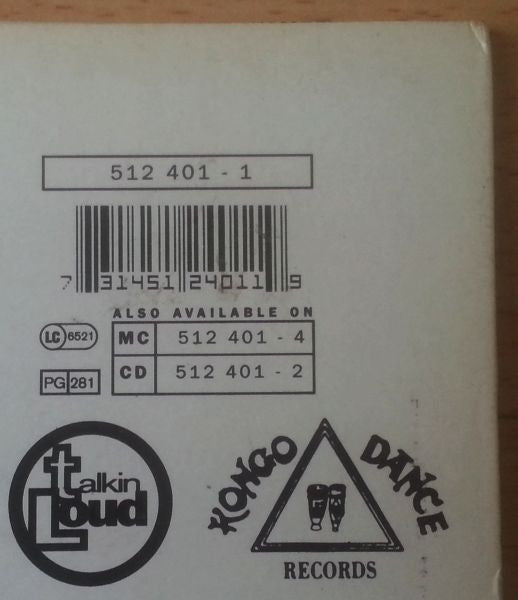 512 401 - 1
7 31451 24011 9
ALSO AVAILABLE ON
MC 512 401 - 4
LC 6521
CD 512 401 - 2
PG 281
talkin loud
KONGO DANCE
RECORDS